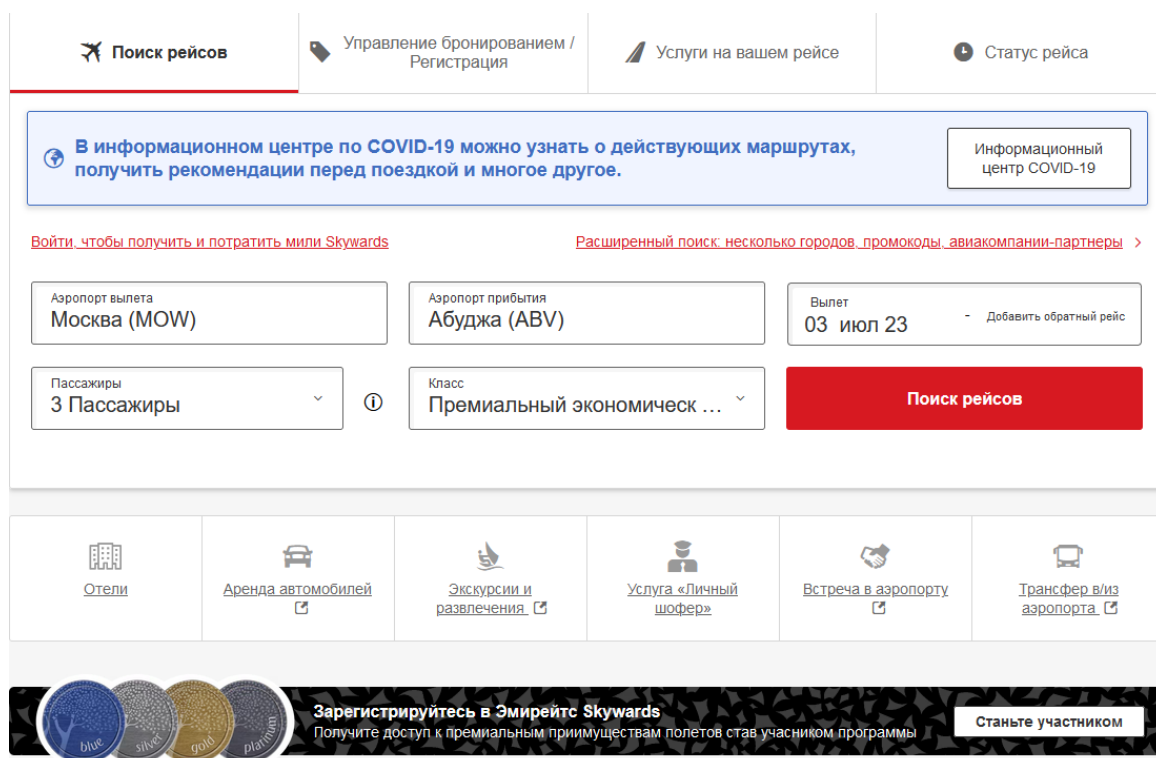 Поиск рейсов
Управление бронированием /
Регистрация
Услуги на вашем рейсе
Статус рейса
В информационном центре по COVID-19 можно узнать о действующих маршрутах,
получить рекомендации перед поездкой и многое другое.
Информационный
центр COVID-19
Войти, чтобы получить и потратить мили Skywards
Расширенный поиск: несколько городов, промокоды, авиакомпании-партнеры
Аэропорт вылета
Москва (MOW)
Аэропорт прибытия
Абуджа (ABV)
Вылет
03 июл 23 - Добавить обратный рейс
Пассажиры
3 Пассажиры
Класс
Премиальный экономическ ...
Поиск рейсов
Отели
Аренда автомобилей
Экскурсии и
развлечения
Услуга «Личный
шофер»
Встреча в аэропорту
Трансфер в/из
аэропорта
blue
silver
gold
platinum
Зарегистрируйтесь в Эмирейтс Skywards
Получите доступ к премиальным приимуществам полетов став учасником программы
Станьте участником